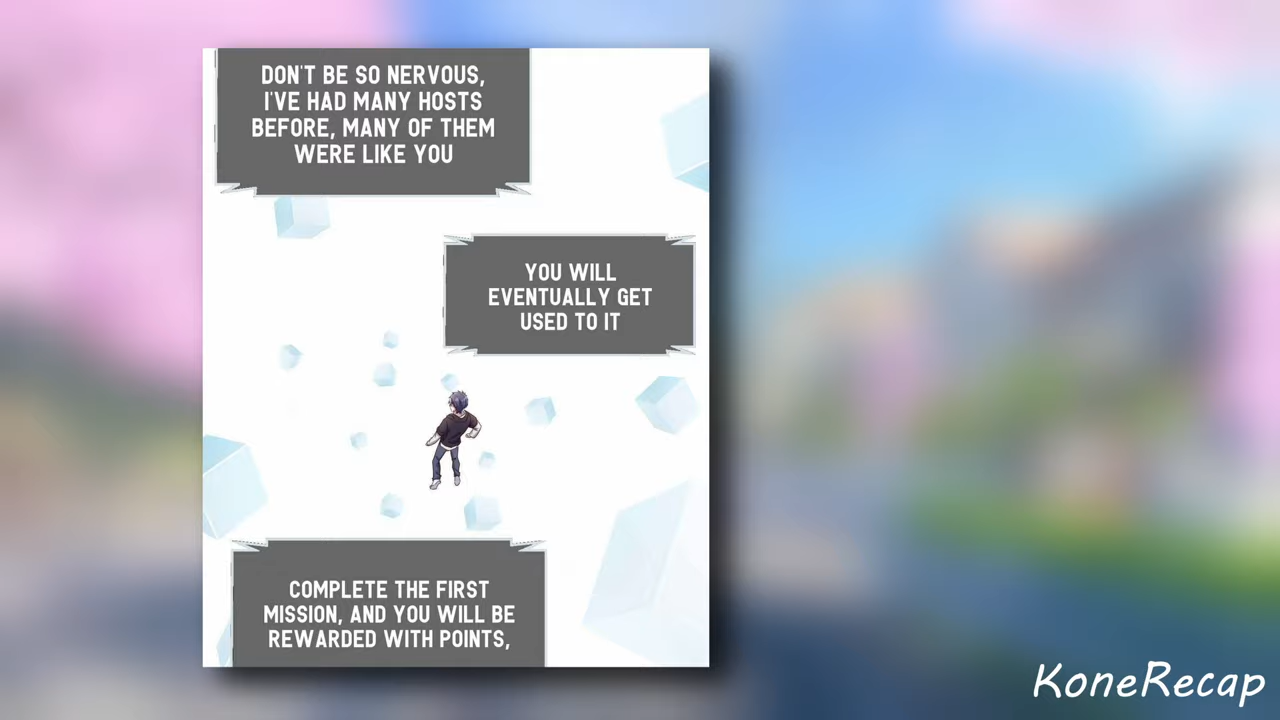 DON'T BE SO NERVOUS,
I'VE HAD MANY HOSTS
BEFORE, MANY OF THEM
WERE LIKE YOU
YOU WILL
EVENTUALLY GET
USED TO IT
COMPLETE THE FIRST
MISSION, AND YOU WILL BE
REWARDED WITH POINTS,
KoneRecap